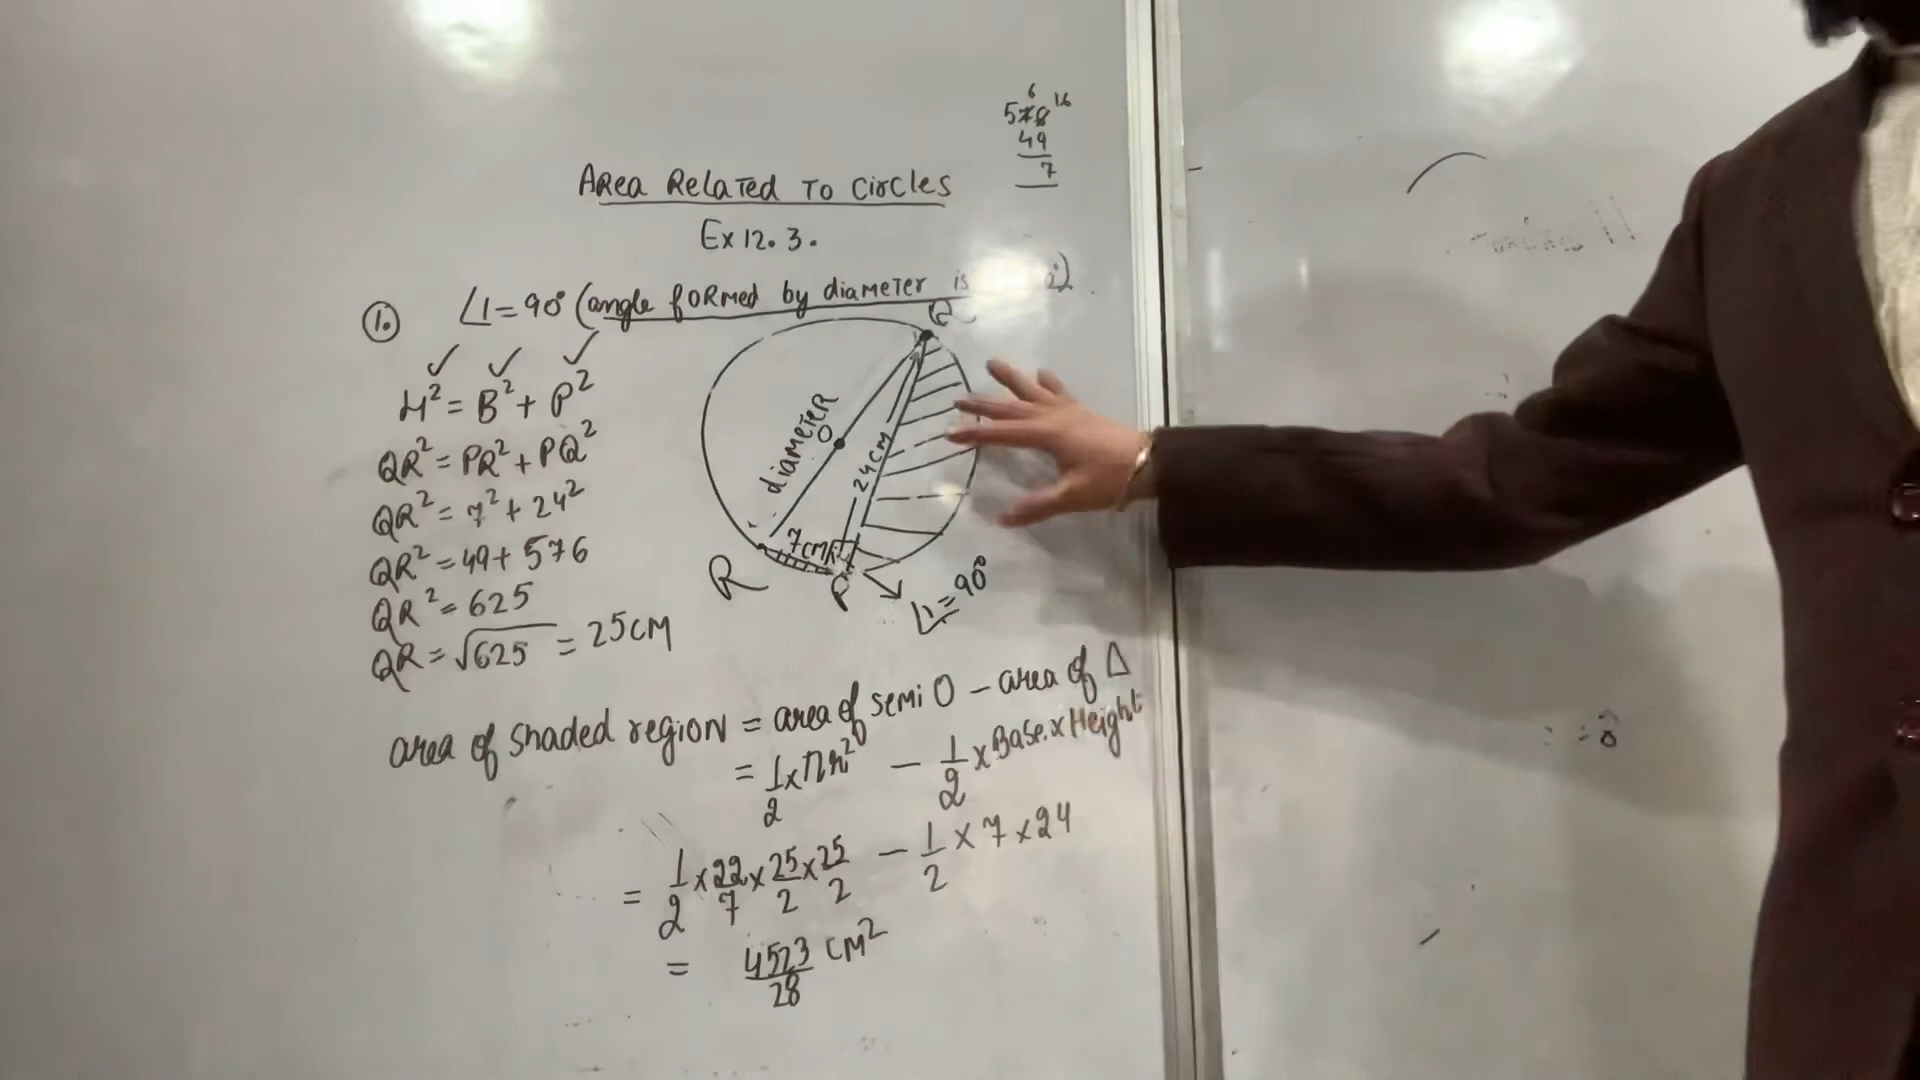 6
578 16
49
7
AReA RelaTed To CircLes
Ex 12.3.
1. ∠1=90° (angle foRmed by diameteR is
H²= B²+ P²
QR²= PR²+ PQ²
QR²= 7²+ 24²
QR²= 49+ 576
QR²= 625
QR= √625 = 25CM
Q
diameteR
O
24CM
7cm
R
P
∠1=90°
area of Shaded region = area of semi O - area of Δ
= 1/2 x πr² - 1/2 x Base x Height
= 1/2 x 22/7 x 25/2 x 25/2 - 1/2 x 7 x 24
= 4523/28 CM²